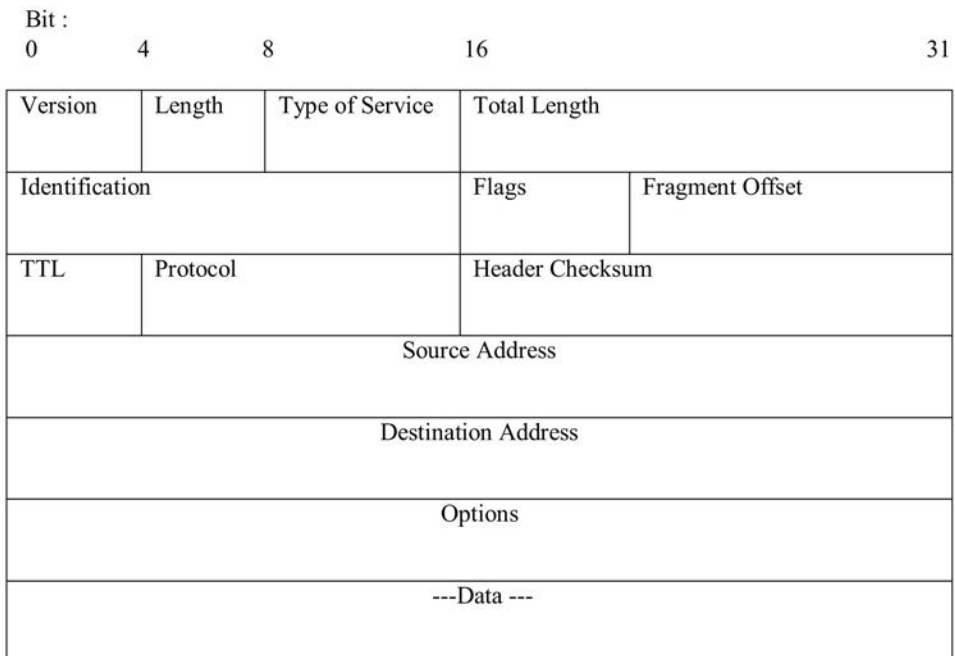 Bit :
0 4 8 16 31
Version Length Type of Service Total Length
Identification Flags Fragment Offset
TTL Protocol Header Checksum
Source Address
Destination Address
Options
---Data ---